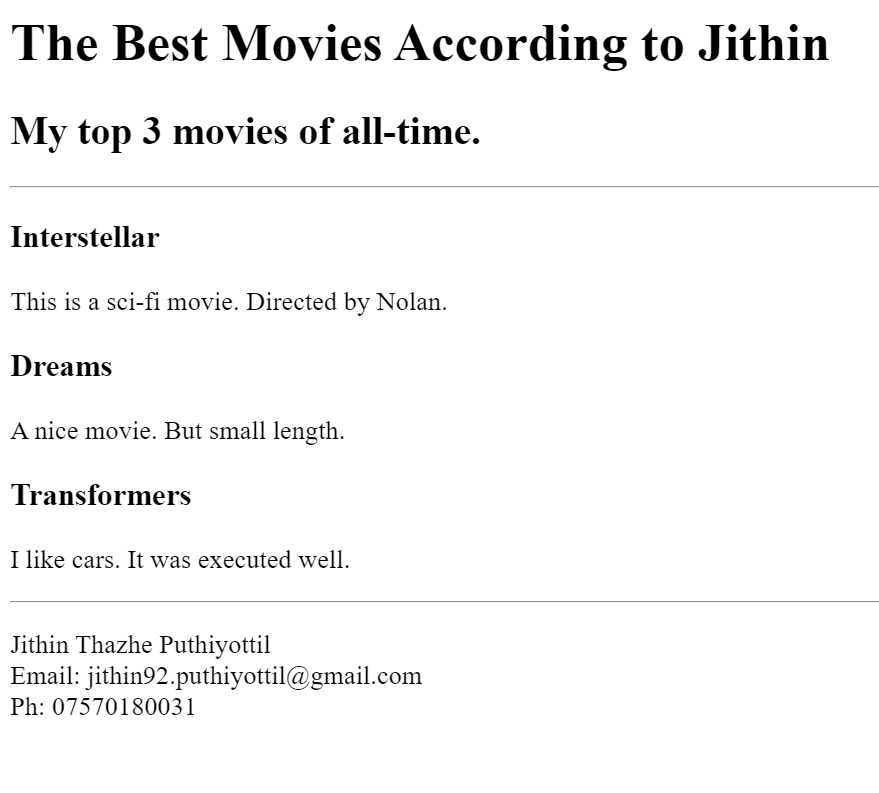 The Best Movies According to Jithin
My top 3 movies of all-time.
Interstellar
This is a sci-fi movie. Directed by Nolan.
Dreams
A nice movie. But small length.
Transformers
I like cars. It was executed well.
Jithin Thazhe Puthiyottil
Email: jithin92.puthiyottil@gmail.com
Ph: 07570180031